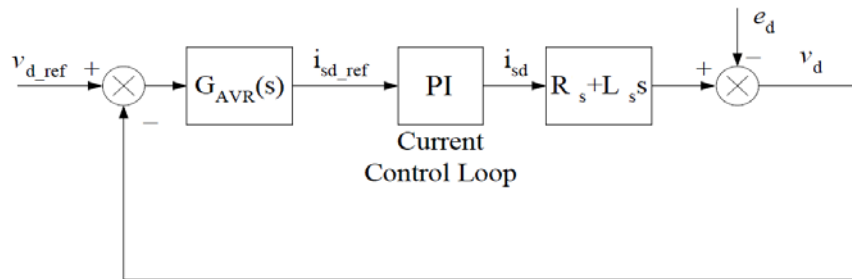 e_d
v_d_ref
+
G_AVR(s)
i_sd_ref
PI
i_sd
R_s+L_s s
+
−
v_d
−
Current
Control Loop